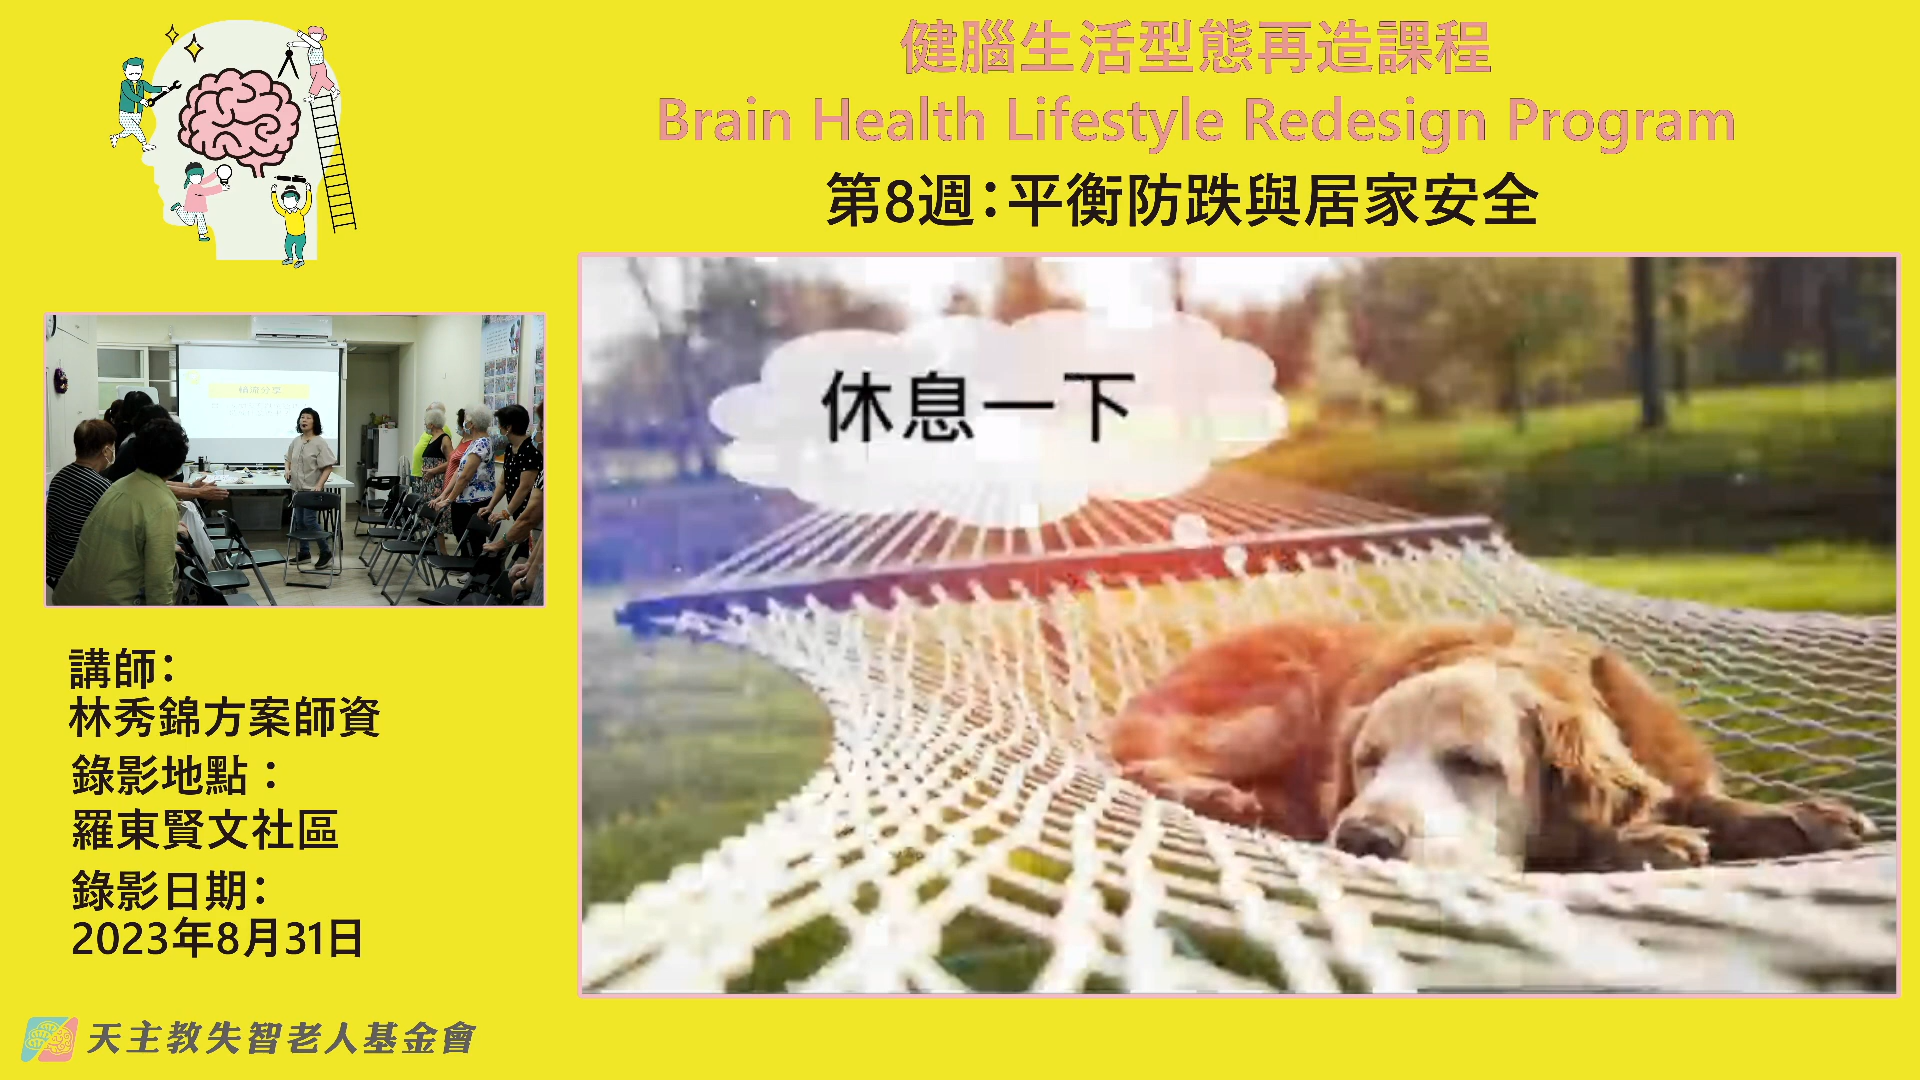 健腦生活型態再造課程
Brain Health Lifestyle Redesign Program
第8週:平衡防跌與居家安全
休息一下
講師:
林秀錦方案師資
錄影地點:
羅東賢文社區
錄影日期:
2023年8月31日
天主教失智老人基金會